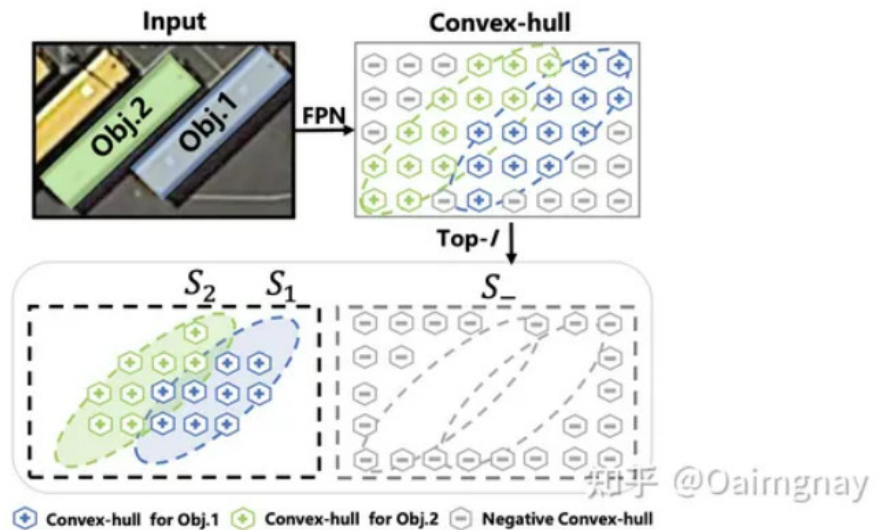 Input
Convex-hull
Obj.2
Obj.1
FPN
Top-I
S₂ S₁ S₋
知乎 @Oaimgnay
Convex-hull for Obj.1 Convex-hull for Obj.2 Negative Convex-hull